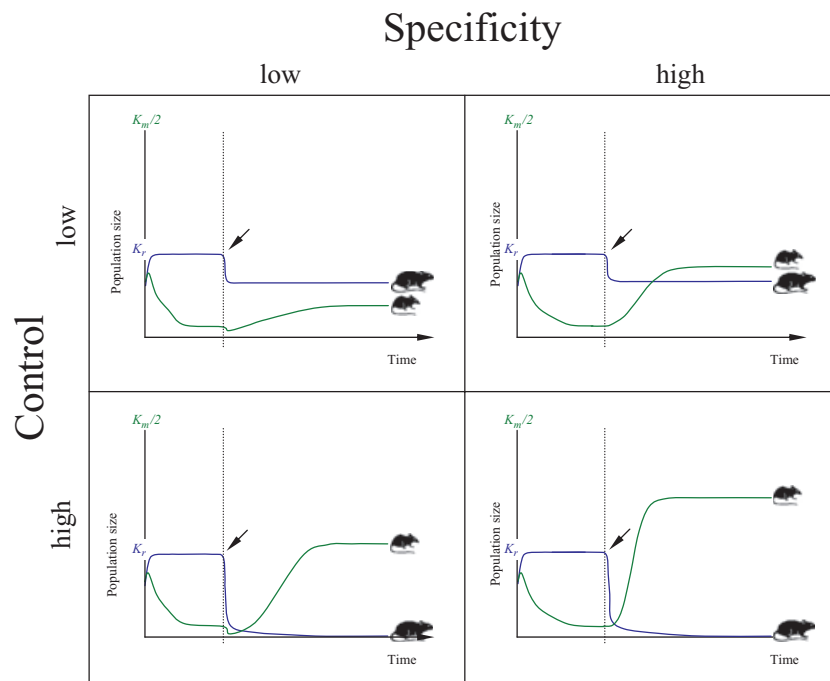 Specificity
low
high
Control
low
high
K_m/2
K_r
Population size
Time
K_m/2
K_r
Population size
Time
K_m/2
K_r
Population size
Time
K_m/2
K_r
Population size
Time